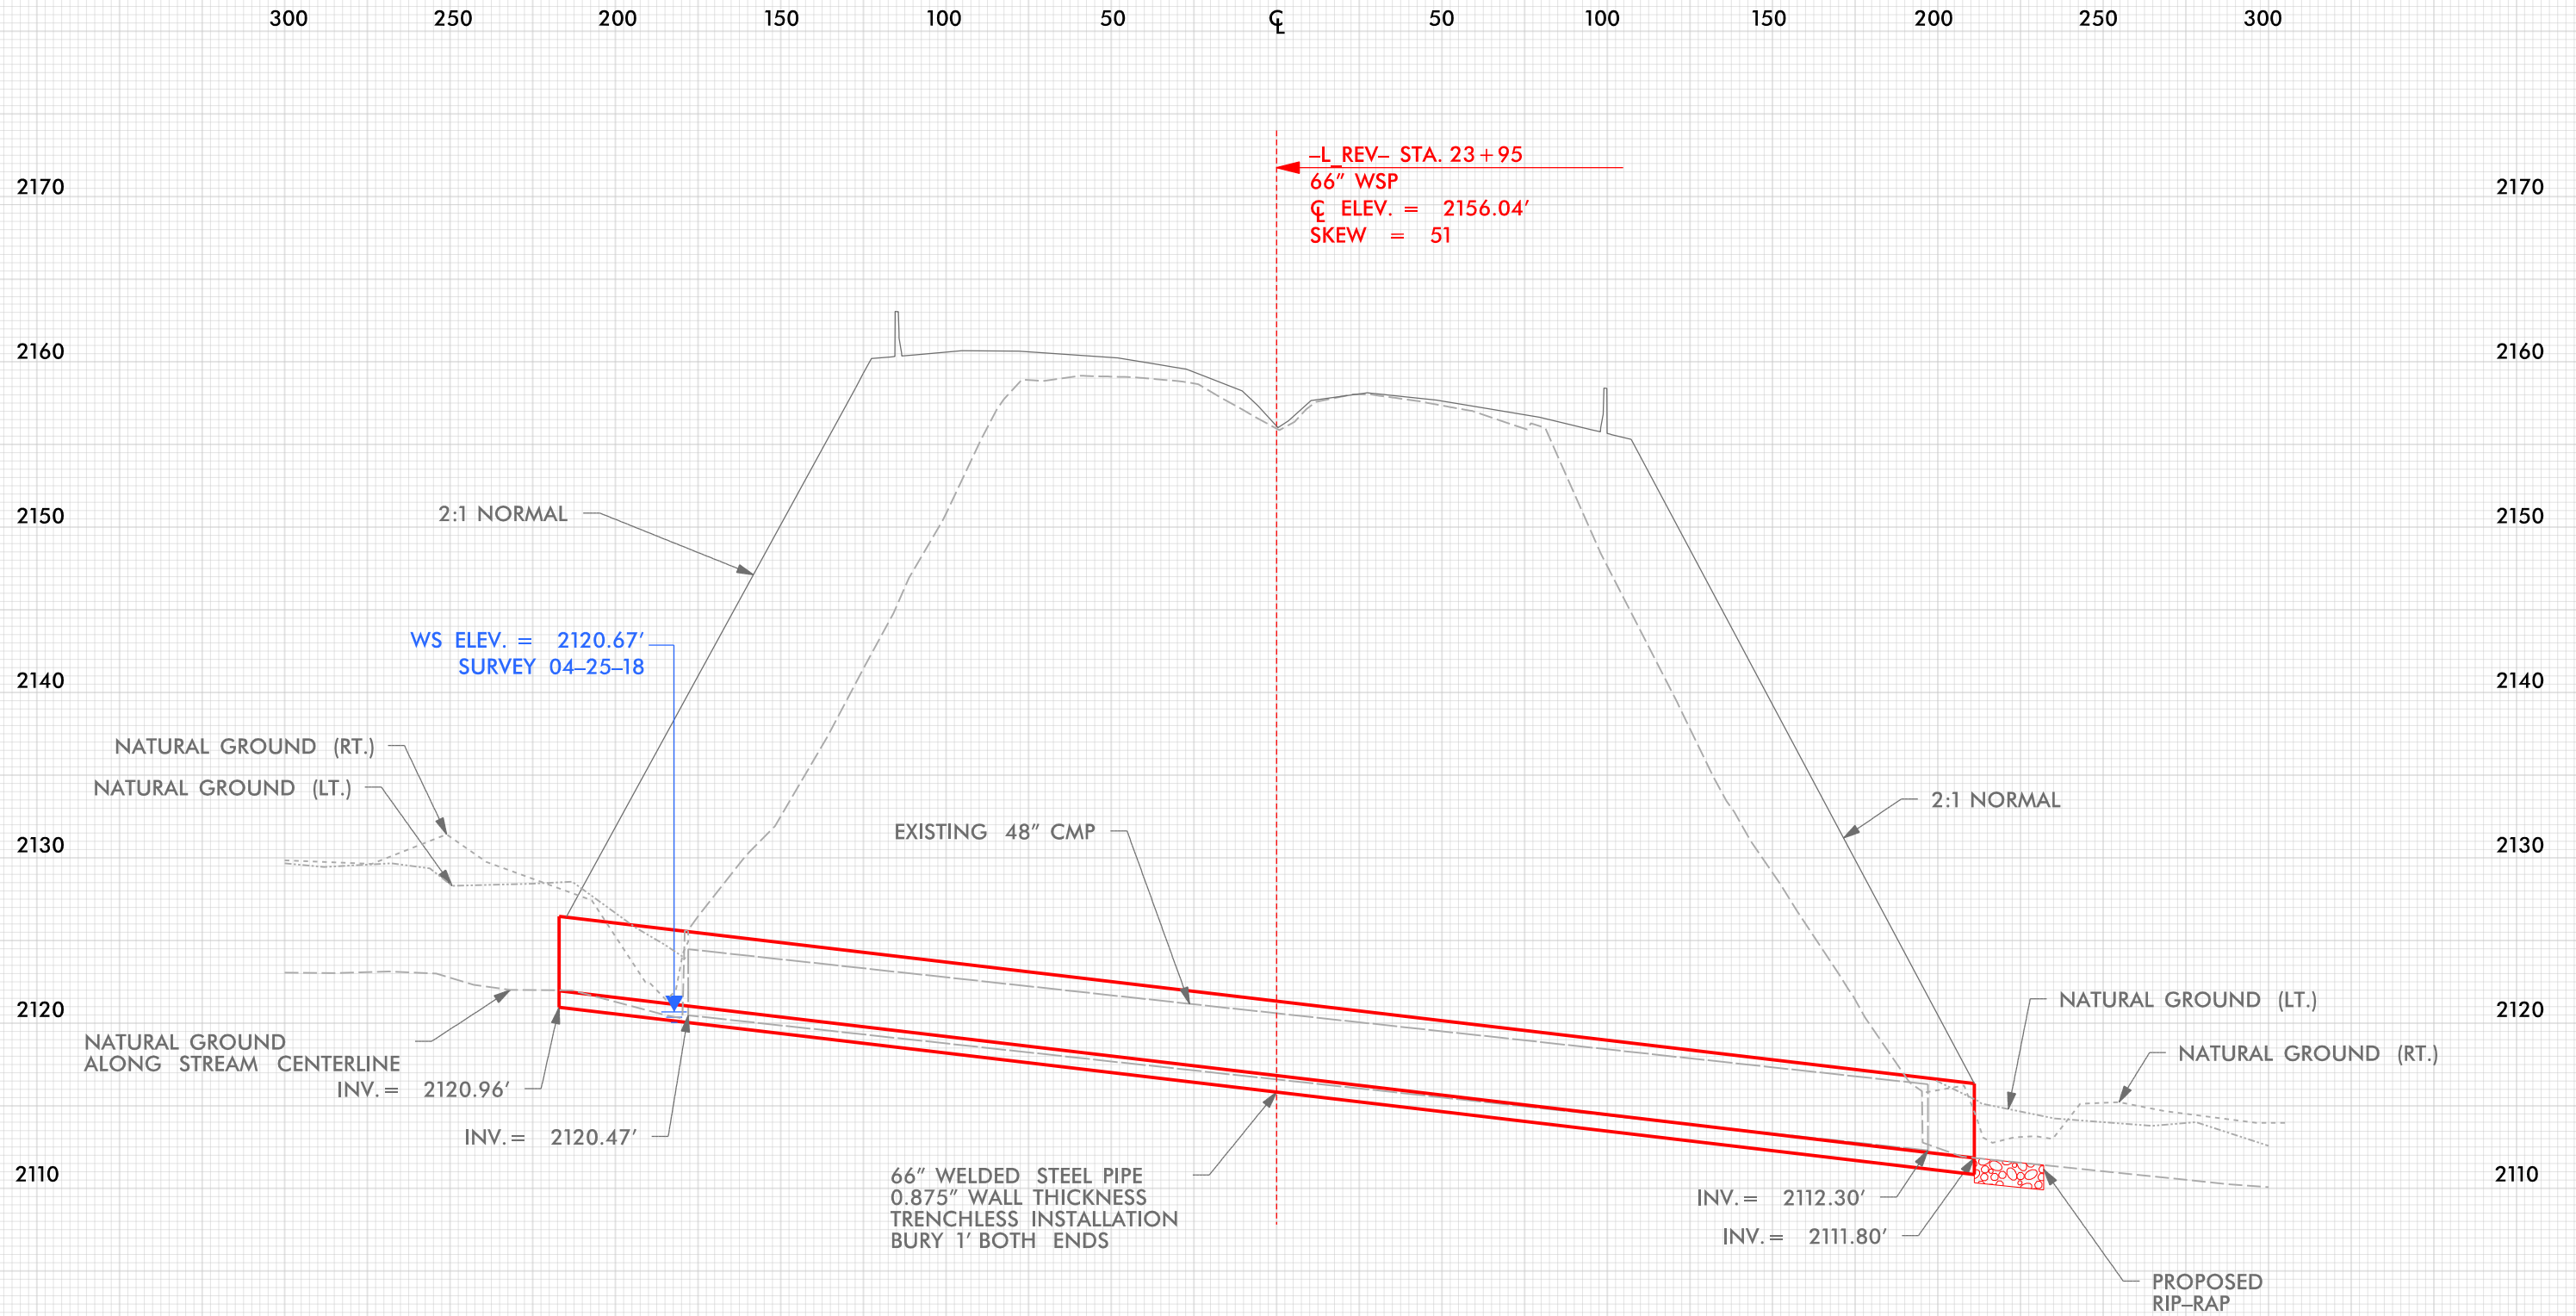 300 250 200 150 100 50 ℄ 50 100 150 200 250 300
–L_REV– STA. 23+95
66" WSP
℄ ELEV. = 2156.04'
SKEW = 51
2170 2170
2160 2160
2150 2150
2:1 NORMAL
WS ELEV. = 2120.67'
SURVEY 04–25–18
2140 2140
NATURAL GROUND (RT.)
NATURAL GROUND (LT.)
2:1 NORMAL
EXISTING 48" CMP
2130 2130
NATURAL GROUND (LT.)
2120 2120
NATURAL GROUND
ALONG STREAM CENTERLINE
NATURAL GROUND (RT.)
INV. = 2120.96'
INV. = 2120.47'
2110 2110
66" WELDED STEEL PIPE
0.875" WALL THICKNESS
TRENCHLESS INSTALLATION
BURY 1' BOTH ENDS
INV. = 2112.30'
INV. = 2111.80'
PROPOSED
RIP–RAP